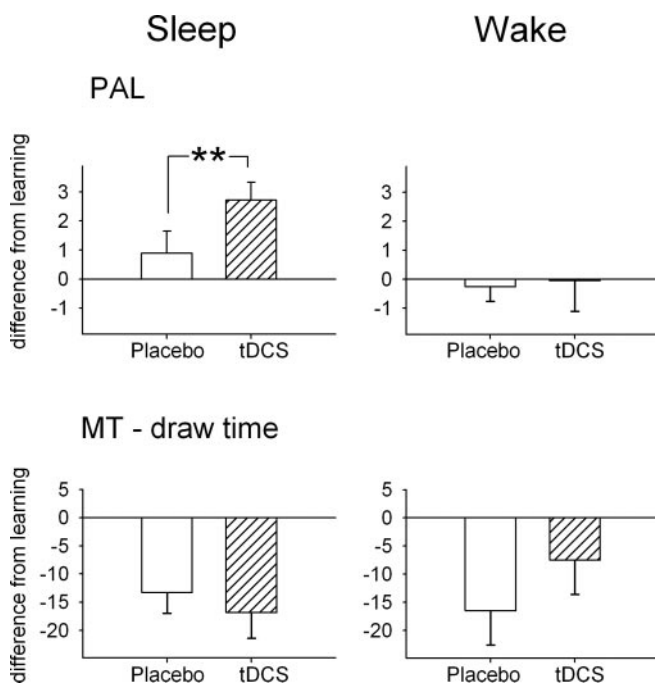 Sleep
Wake
PAL
difference from learning
3
2
1
0
-1
**
Placebo
tDCS
3
2
1
0
-1
Placebo
tDCS
MT - draw time
difference from learning
5
0
-5
-10
-15
-20
Placebo
tDCS
5
0
-5
-10
-15
-20
Placebo
tDCS